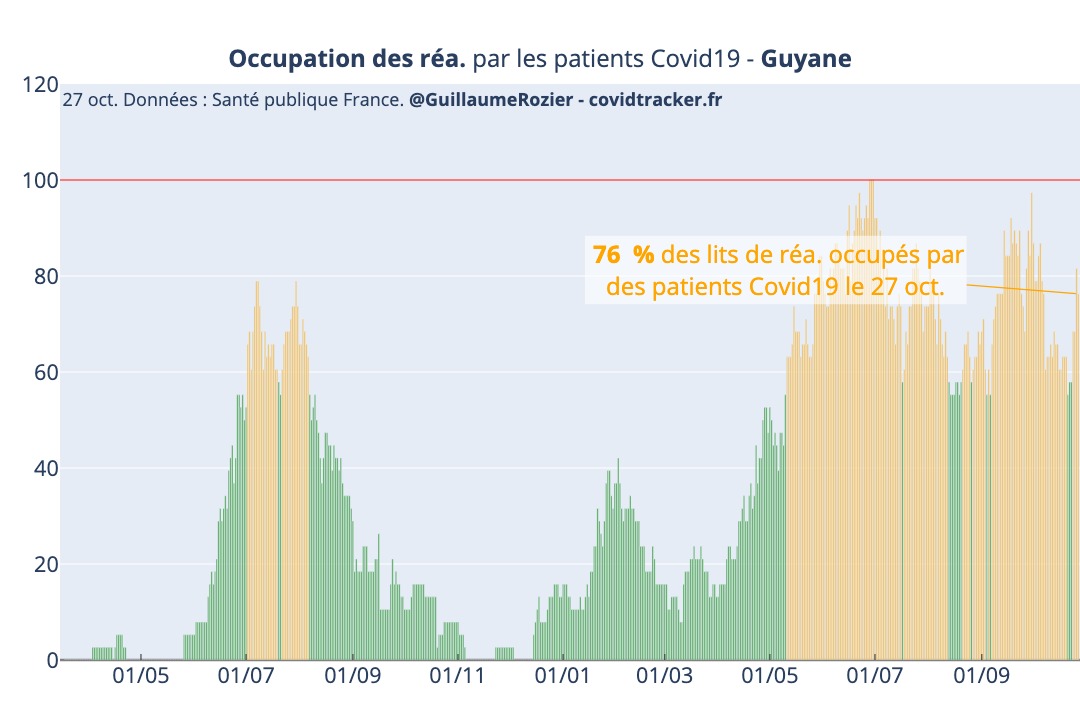 Occupation des réa. par les patients Covid19 - Guyane
120
27 oct. Données : Santé publique France. @GuillaumeRozier - covidtracker.fr
100
76 % des lits de réa. occupés par
80
des patients Covid19 le 27 oct.
60
40
20
0
01/05 01/07 01/09 01/11 01/01 01/03 01/05 01/07 01/09